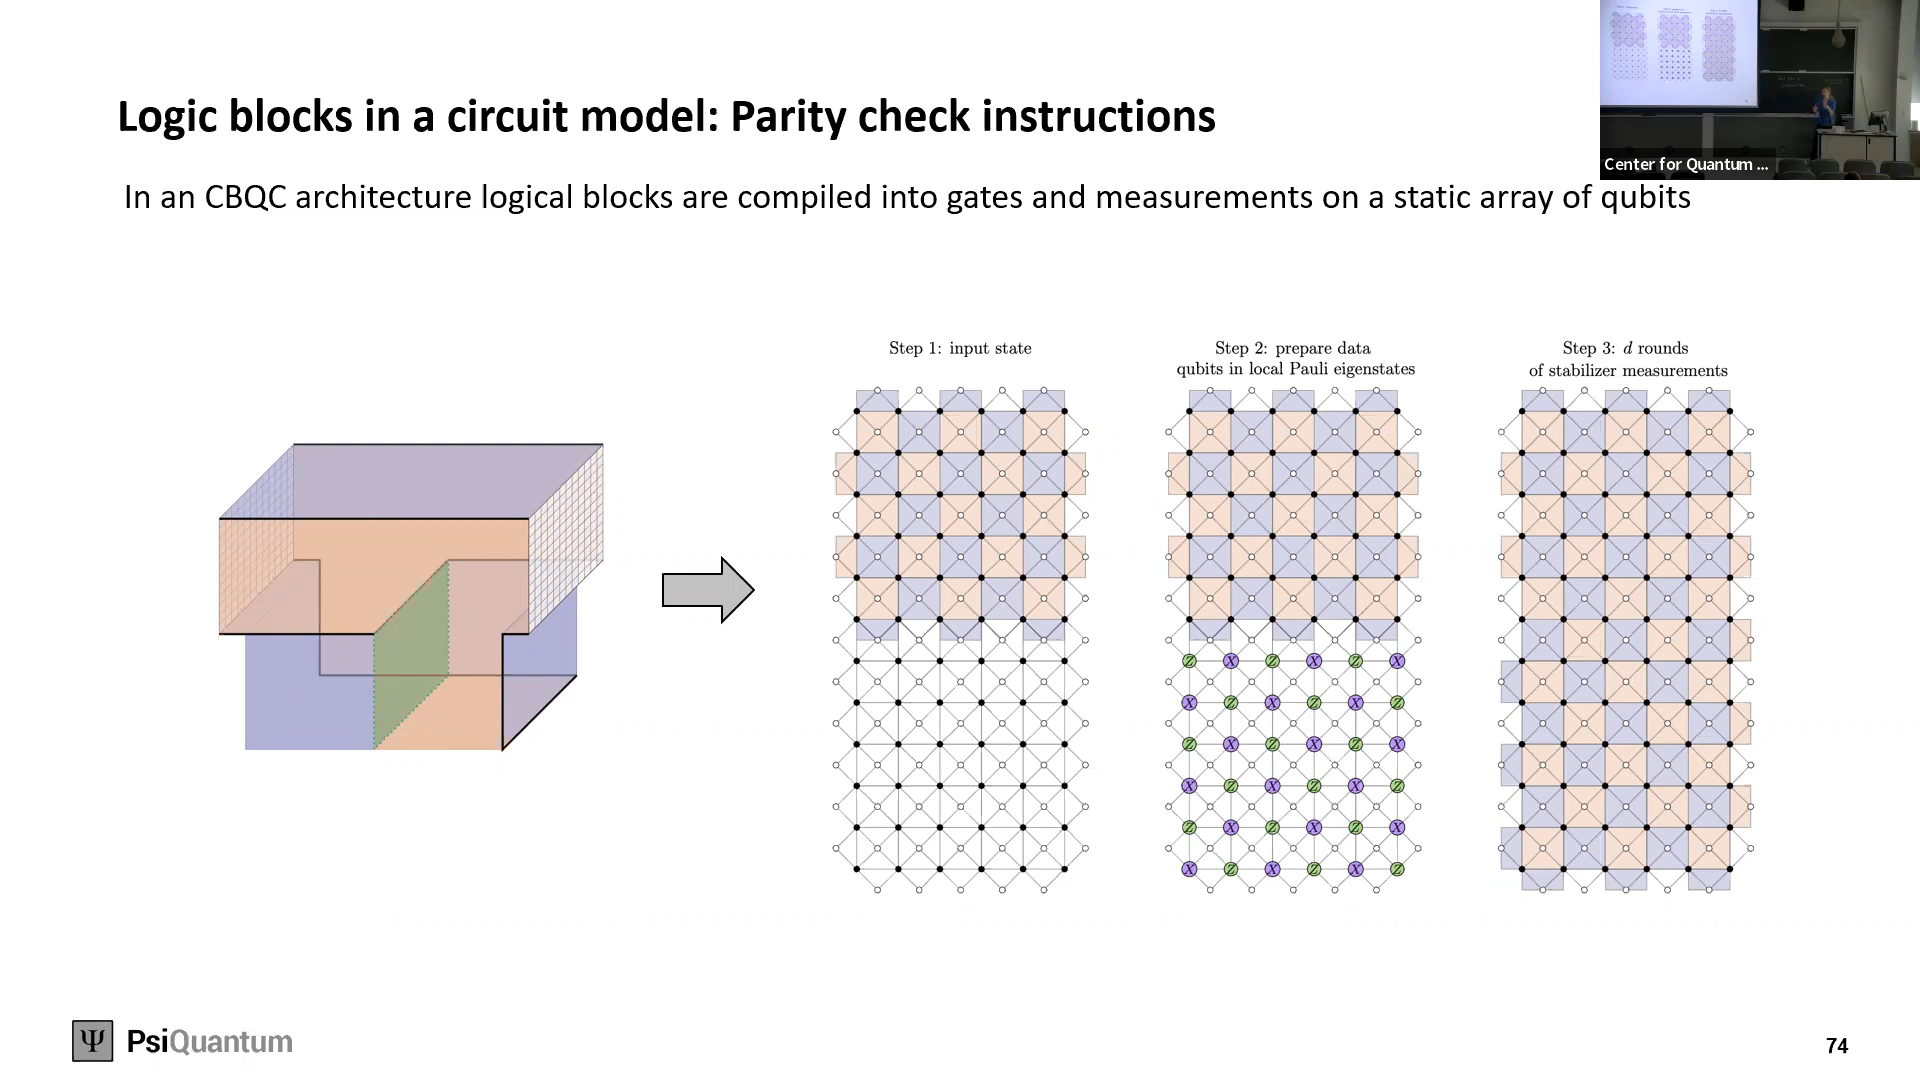 Logic blocks in a circuit model: Parity check instructions
Center for Quantum ...
In an CBQC architecture logical blocks are compiled into gates and measurements on a static array of qubits
Step 1: input state
Step 2: prepare data
qubits in local Pauli eigenstates
Step 3: d rounds
of stabilizer measurements
Z X Z X Z X
X Z X Z X Z
Z X Z X Z X
X Z X Z X Z
Z X Z X Z X
X Z X Z X Z
Ψ PsiQuantum
74